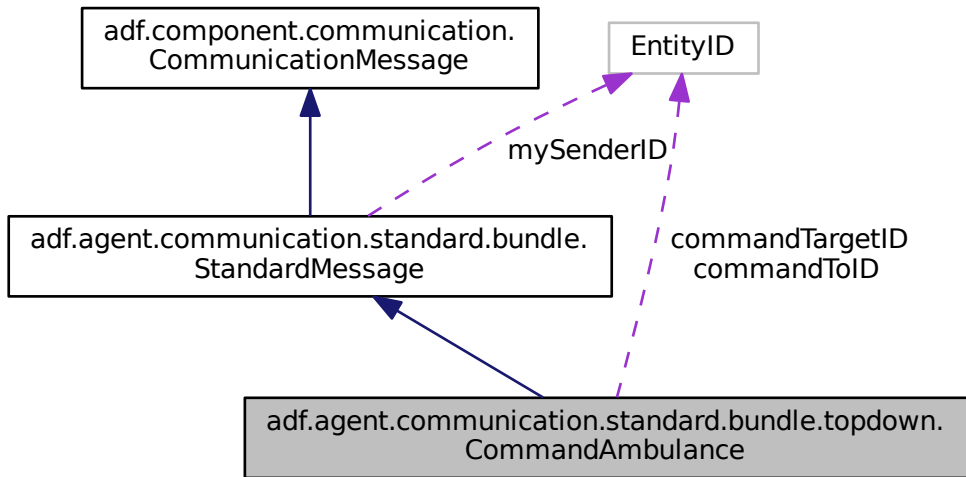 adf.component.communication.
CommunicationMessage
EntityID
mySenderID
adf.agent.communication.standard.bundle.
StandardMessage
commandTargetID
commandToID
adf.agent.communication.standard.bundle.topdown.
CommandAmbulance